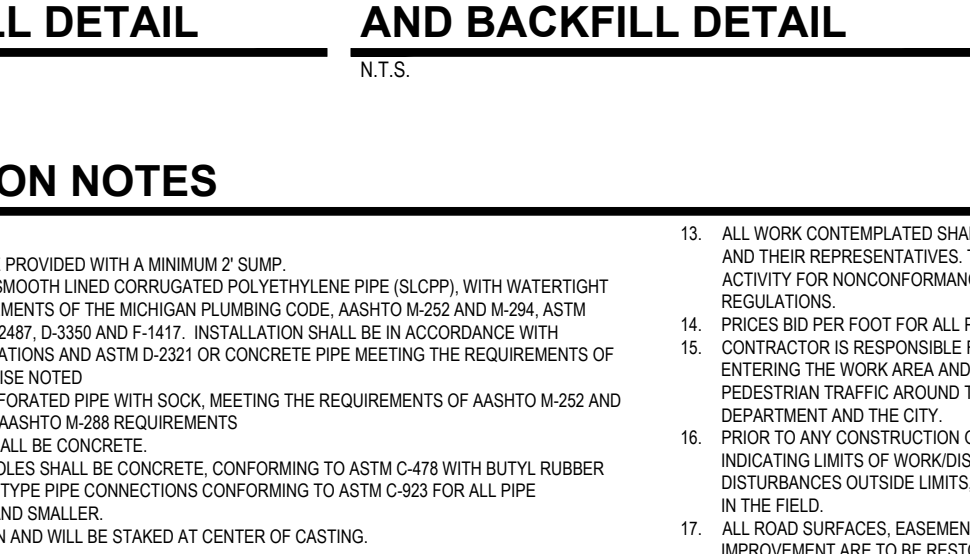 LL DETAIL
AND BACKFILL DETAIL
N.T.S.
ON NOTES
PROVIDED WITH A MINIMUM 2' SUMP.
SMOOTH LINED CORRUGATED POLYETHYLENE PIPE (SLCPP), WITH WATERTIGHT
MENTS OF THE MICHIGAN PLUMBING CODE, AASHTO M-252 AND M-294, ASTM
2487, D-3350 AND F-1417. INSTALLATION SHALL BE IN ACCORDANCE WITH
ATIONS AND ASTM D-2321 OR CONCRETE PIPE MEETING THE REQUIREMENTS OF
ISE NOTED
FORATED PIPE WITH SOCK, MEETING THE REQUIREMENTS OF AASHTO M-252 AND
AASHTO M-288 REQUIREMENTS
ALL BE CONCRETE.
OLES SHALL BE CONCRETE, CONFORMING TO ASTM C-478 WITH BUTYL RUBBER
TYPE PIPE CONNECTIONS CONFORMING TO ASTM C-923 FOR ALL PIPE
AND SMALLER.
N AND WILL BE STAKED AT CENTER OF CASTING.
13. ALL WORK CONTEMPLATED SHAL
AND THEIR REPRESENTATIVES. T
ACTIVITY FOR NONCONFORMANC
REGULATIONS.
14. PRICES BID PER FOOT FOR ALL P
15. CONTRACTOR IS RESPONSIBLE F
ENTERING THE WORK AREA AND
PEDESTRIAN TRAFFIC AROUND T
DEPARTMENT AND THE CITY.
16. PRIOR TO ANY CONSTRUCTION O
INDICATING LIMITS OF WORK/DIS
DISTURBANCES OUTSIDE LIMITS,
IN THE FIELD.
17. ALL ROAD SURFACES, EASEMEN
IMPROVEMENT ARE TO BE RESTO